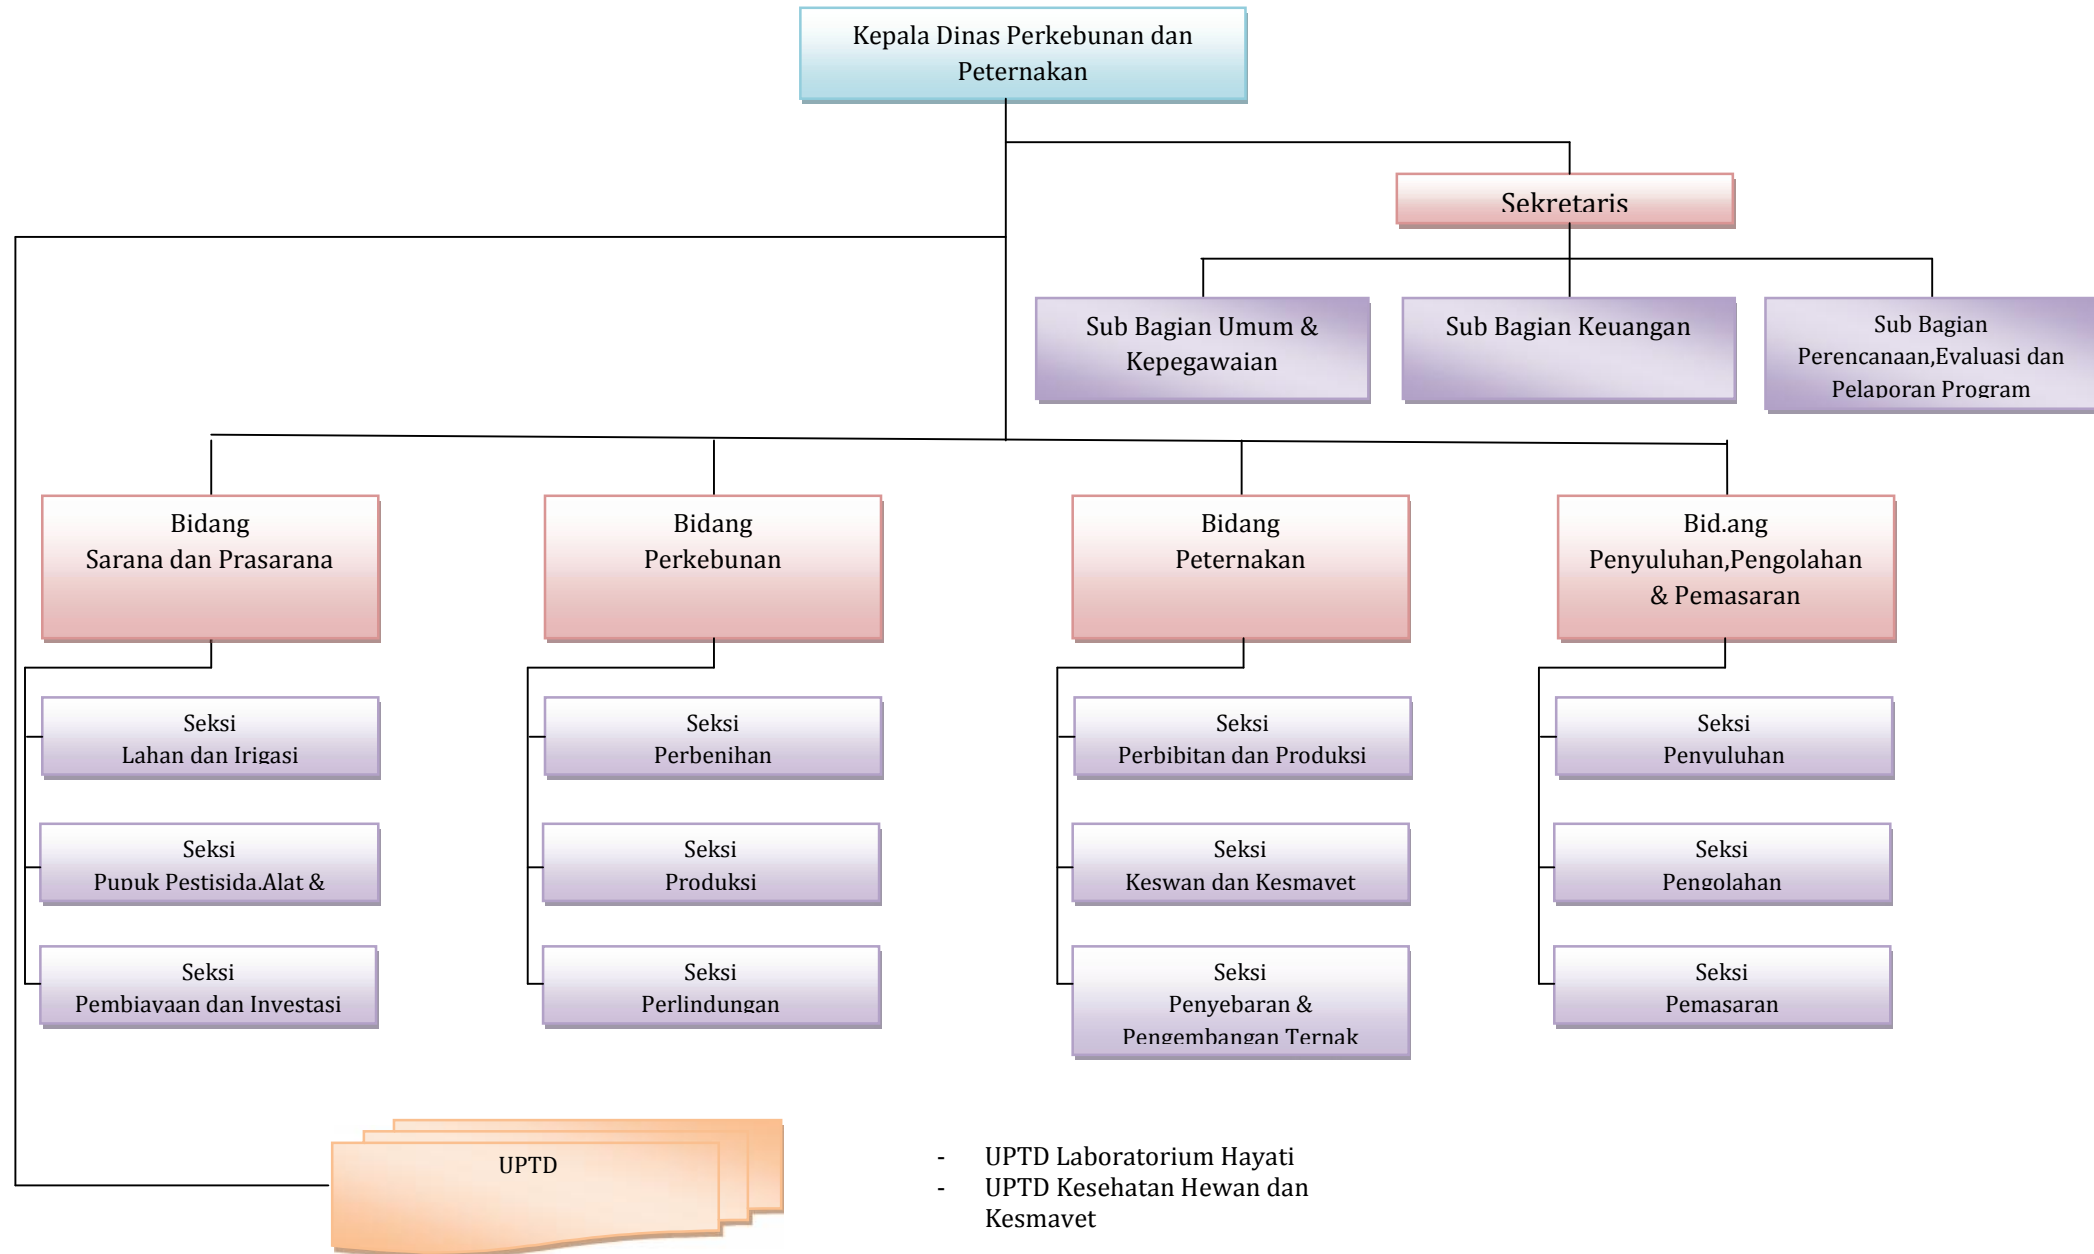 Kepala Dinas Perkebunan dan
Peternakan
Sekretaris
Sub Bagian Umum &
Kepegawaian
Sub Bagian Keuangan
Sub Bagian
Perencanaan,Evaluasi dan
Pelaporan Program
Bidang
Sarana dan Prasarana
Bidang
Perkebunan
Bidang
Peternakan
Bid.ang
Penyuluhan,Pengolahan
& Pemasaran
Seksi
Lahan dan Irigasi
Seksi
Perbenihan
Seksi
Perbibitan dan Produksi
Seksi
Penyuluhan
Seksi
Pupuk Pestisida,Alat &
Seksi
Produksi
Seksi
Keswan dan Kesmavet
Seksi
Pengolahan
Seksi
Pembiayaan dan Investasi
Seksi
Perlindungan
Seksi
Penyebaran &
Pengembangan Ternak
Seksi
Pemasaran
UPTD
- UPTD Laboratorium Hayati
- UPTD Kesehatan Hewan dan
Kesmavet